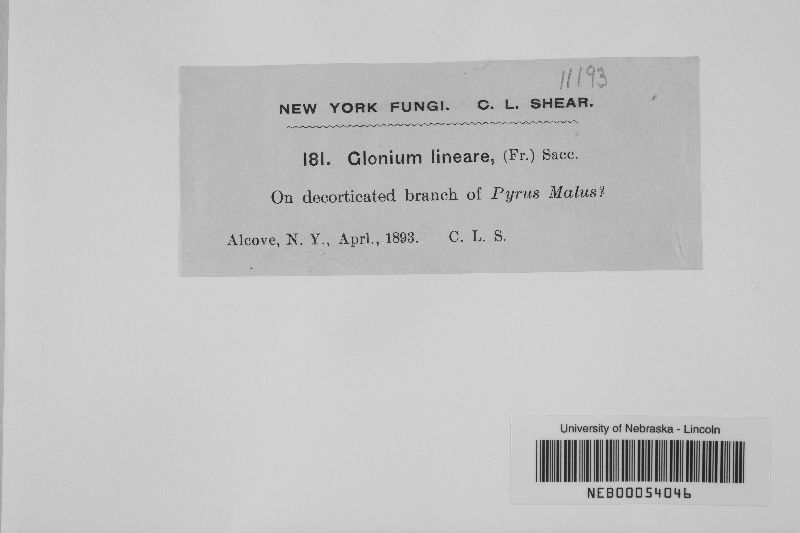 11193
NEW YORK FUNGI. C. L. SHEAR.
181. Glonium lineare, (Fr.) Sacc.
On decorticated branch of Pyrus Malus?
Alcove, N. Y., Aprl., 1893. C. L. S.
University of Nebraska - Lincoln
NEB00054046